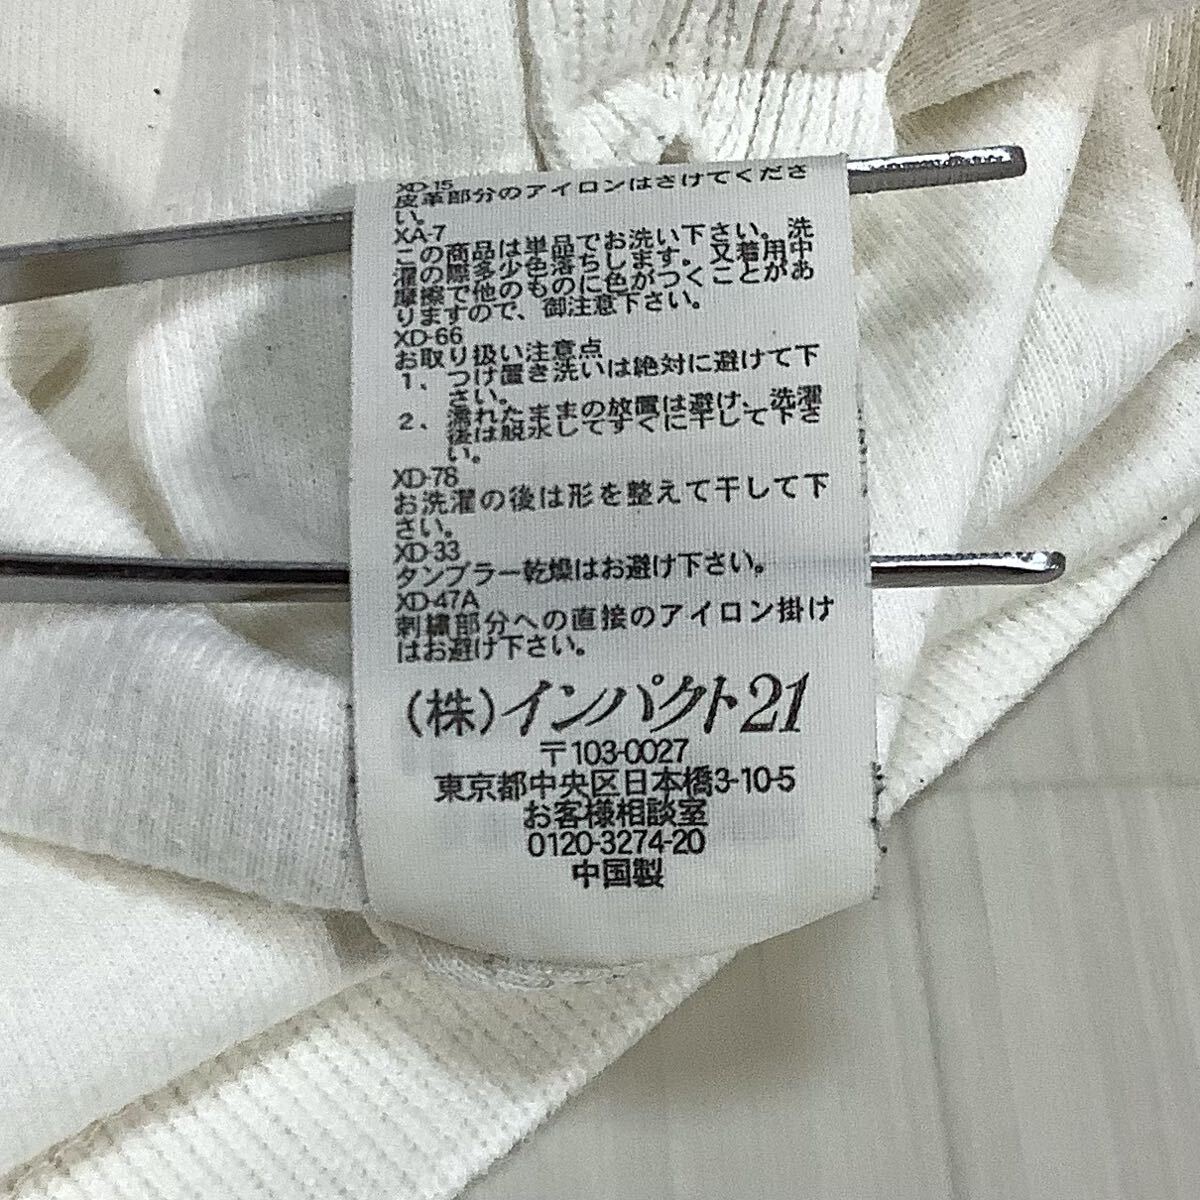 XD-15
皮革部分のアイロンはさけてくださ
い。
XA-7
この商品は単品でお洗い下さい。洗
濯の際多少色落ちします。又着用中
摩擦で他のものに色がつくことがあ
りますので、御注意下さい。
XD-66
お取り扱い注意点
1、つけ置き洗いは絶対に避けて下
さい。
2、濡れたままの放置は避け、洗濯
後は脱水してすぐに干して下さ
い。
XD-78
お洗濯の後は形を整えて干して下
さい。
XD-33
タンブラー乾燥はお避け下さい。
XD-47A
刺繍部分への直接のアイロン掛け
はお避け下さい。
(株)インパクト21
〒103-0027
東京都中央区日本橋3-10-5
お客様相談室
0120-3274-20
中国製